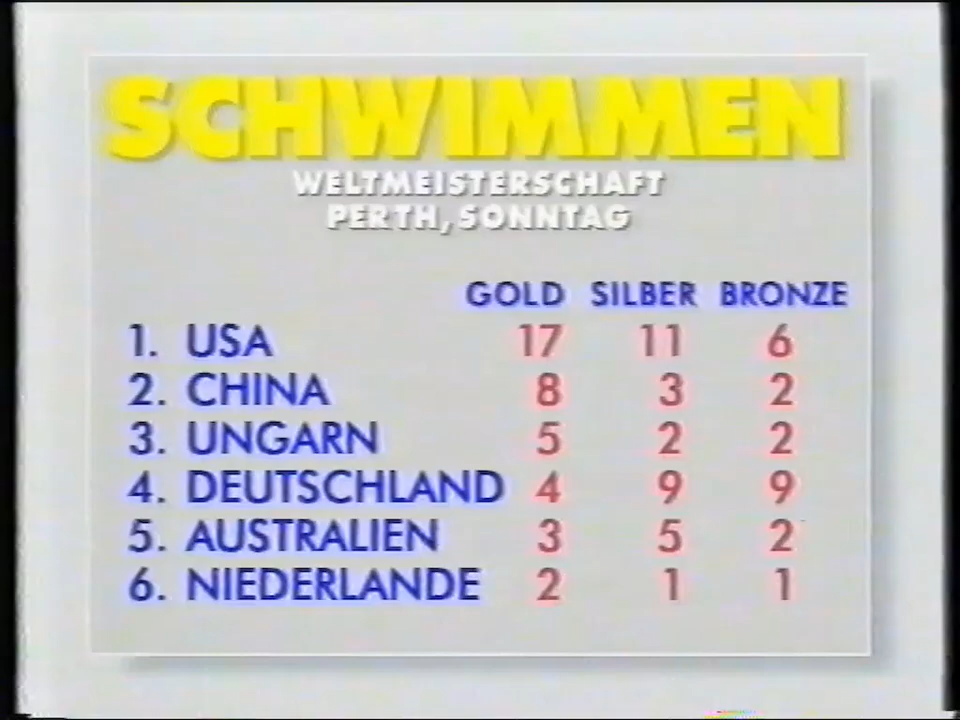 SCHWIMMEN
WELTMEISTERSCHAFT
PERTH, SONNTAG
GOLD SILBER BRONZE
1. USA 17 11 6
2. CHINA 8 3 2
3. UNGARN 5 2 2
4. DEUTSCHLAND 4 9 9
5. AUSTRALIEN 3 5 2
6. NIEDERLANDE 2 1 1